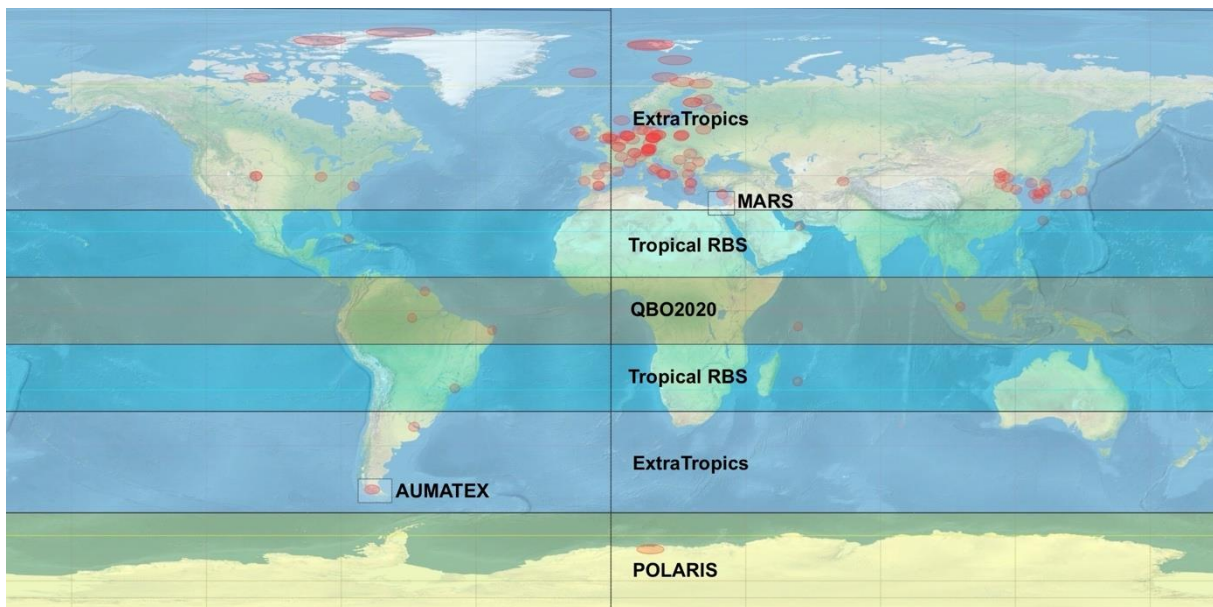 ExtraTropics
MARS
Tropical RBS
QBO2020
Tropical RBS
ExtraTropics
AUMATEX
POLARIS